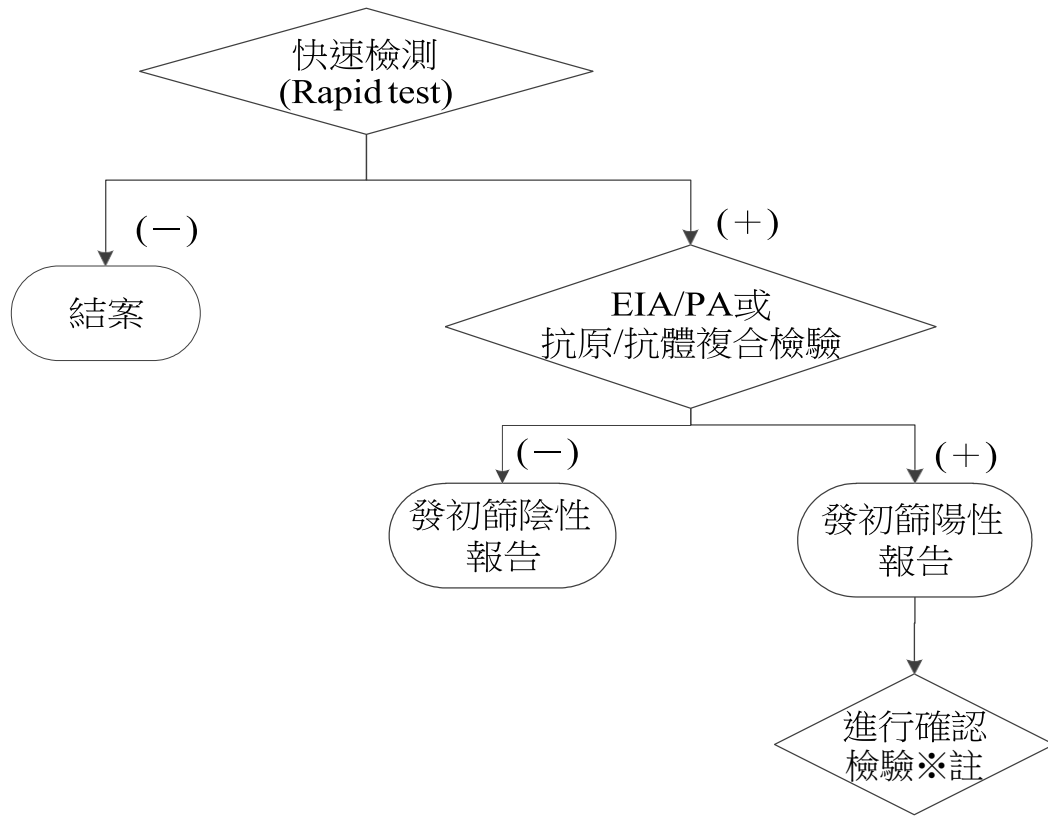 快速檢測
(Rapid test)
(－)
(＋)
結案
EIA/PA或
抗原/抗體複合檢驗
(－)
(＋)
發初篩陰性
報告
發初篩陽性
報告
進行確認
檢驗※註